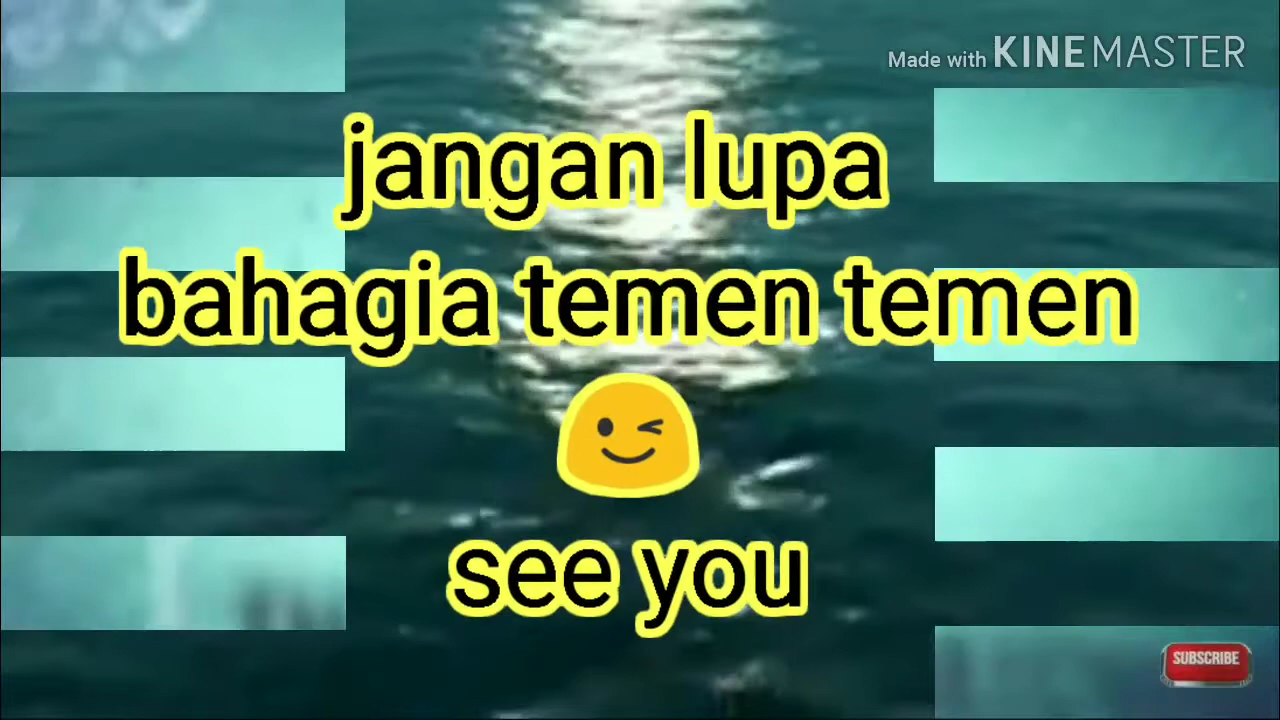 Made with KINEMASTER
jangan lupa
bahagia temen temen
😉
see you
SUBSCRIBE